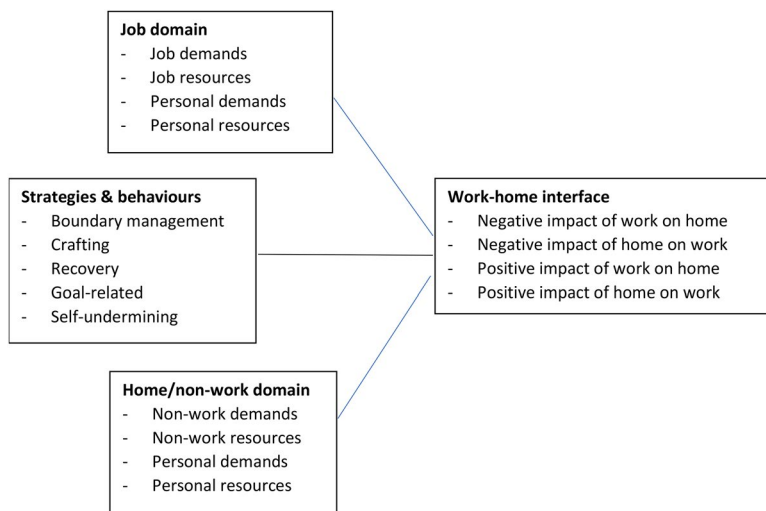 Job domain
- Job demands
- Job resources
- Personal demands
- Personal resources
Strategies & behaviours
- Boundary management
- Crafting
- Recovery
- Goal-related
- Self-undermining
Work-home interface
- Negative impact of work on home
- Negative impact of home on work
- Positive impact of work on home
- Positive impact of home on work
Home/non-work domain
- Non-work demands
- Non-work resources
- Personal demands
- Personal resources